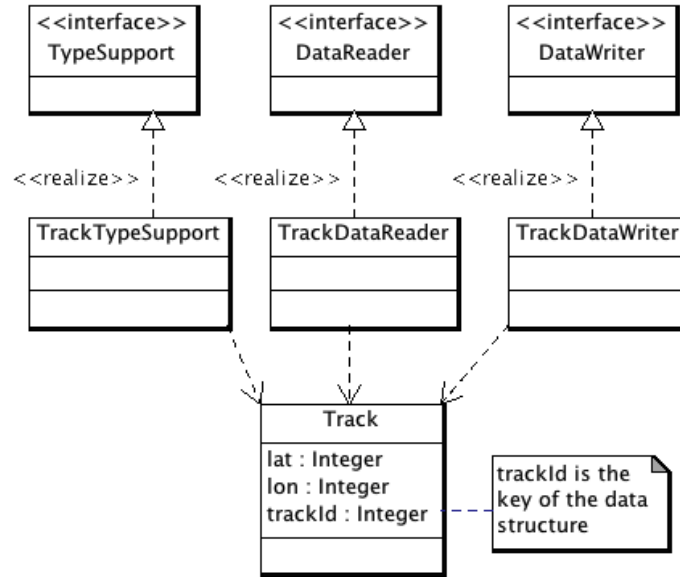 <<interface>>
TypeSupport
<<interface>>
DataReader
<<interface>>
DataWriter
<<realize>>
<<realize>>
<<realize>>
TrackTypeSupport
TrackDataReader
TrackDataWriter
Track
lat : Integer
lon : Integer
trackId : Integer
trackId is the
key of the data
structure